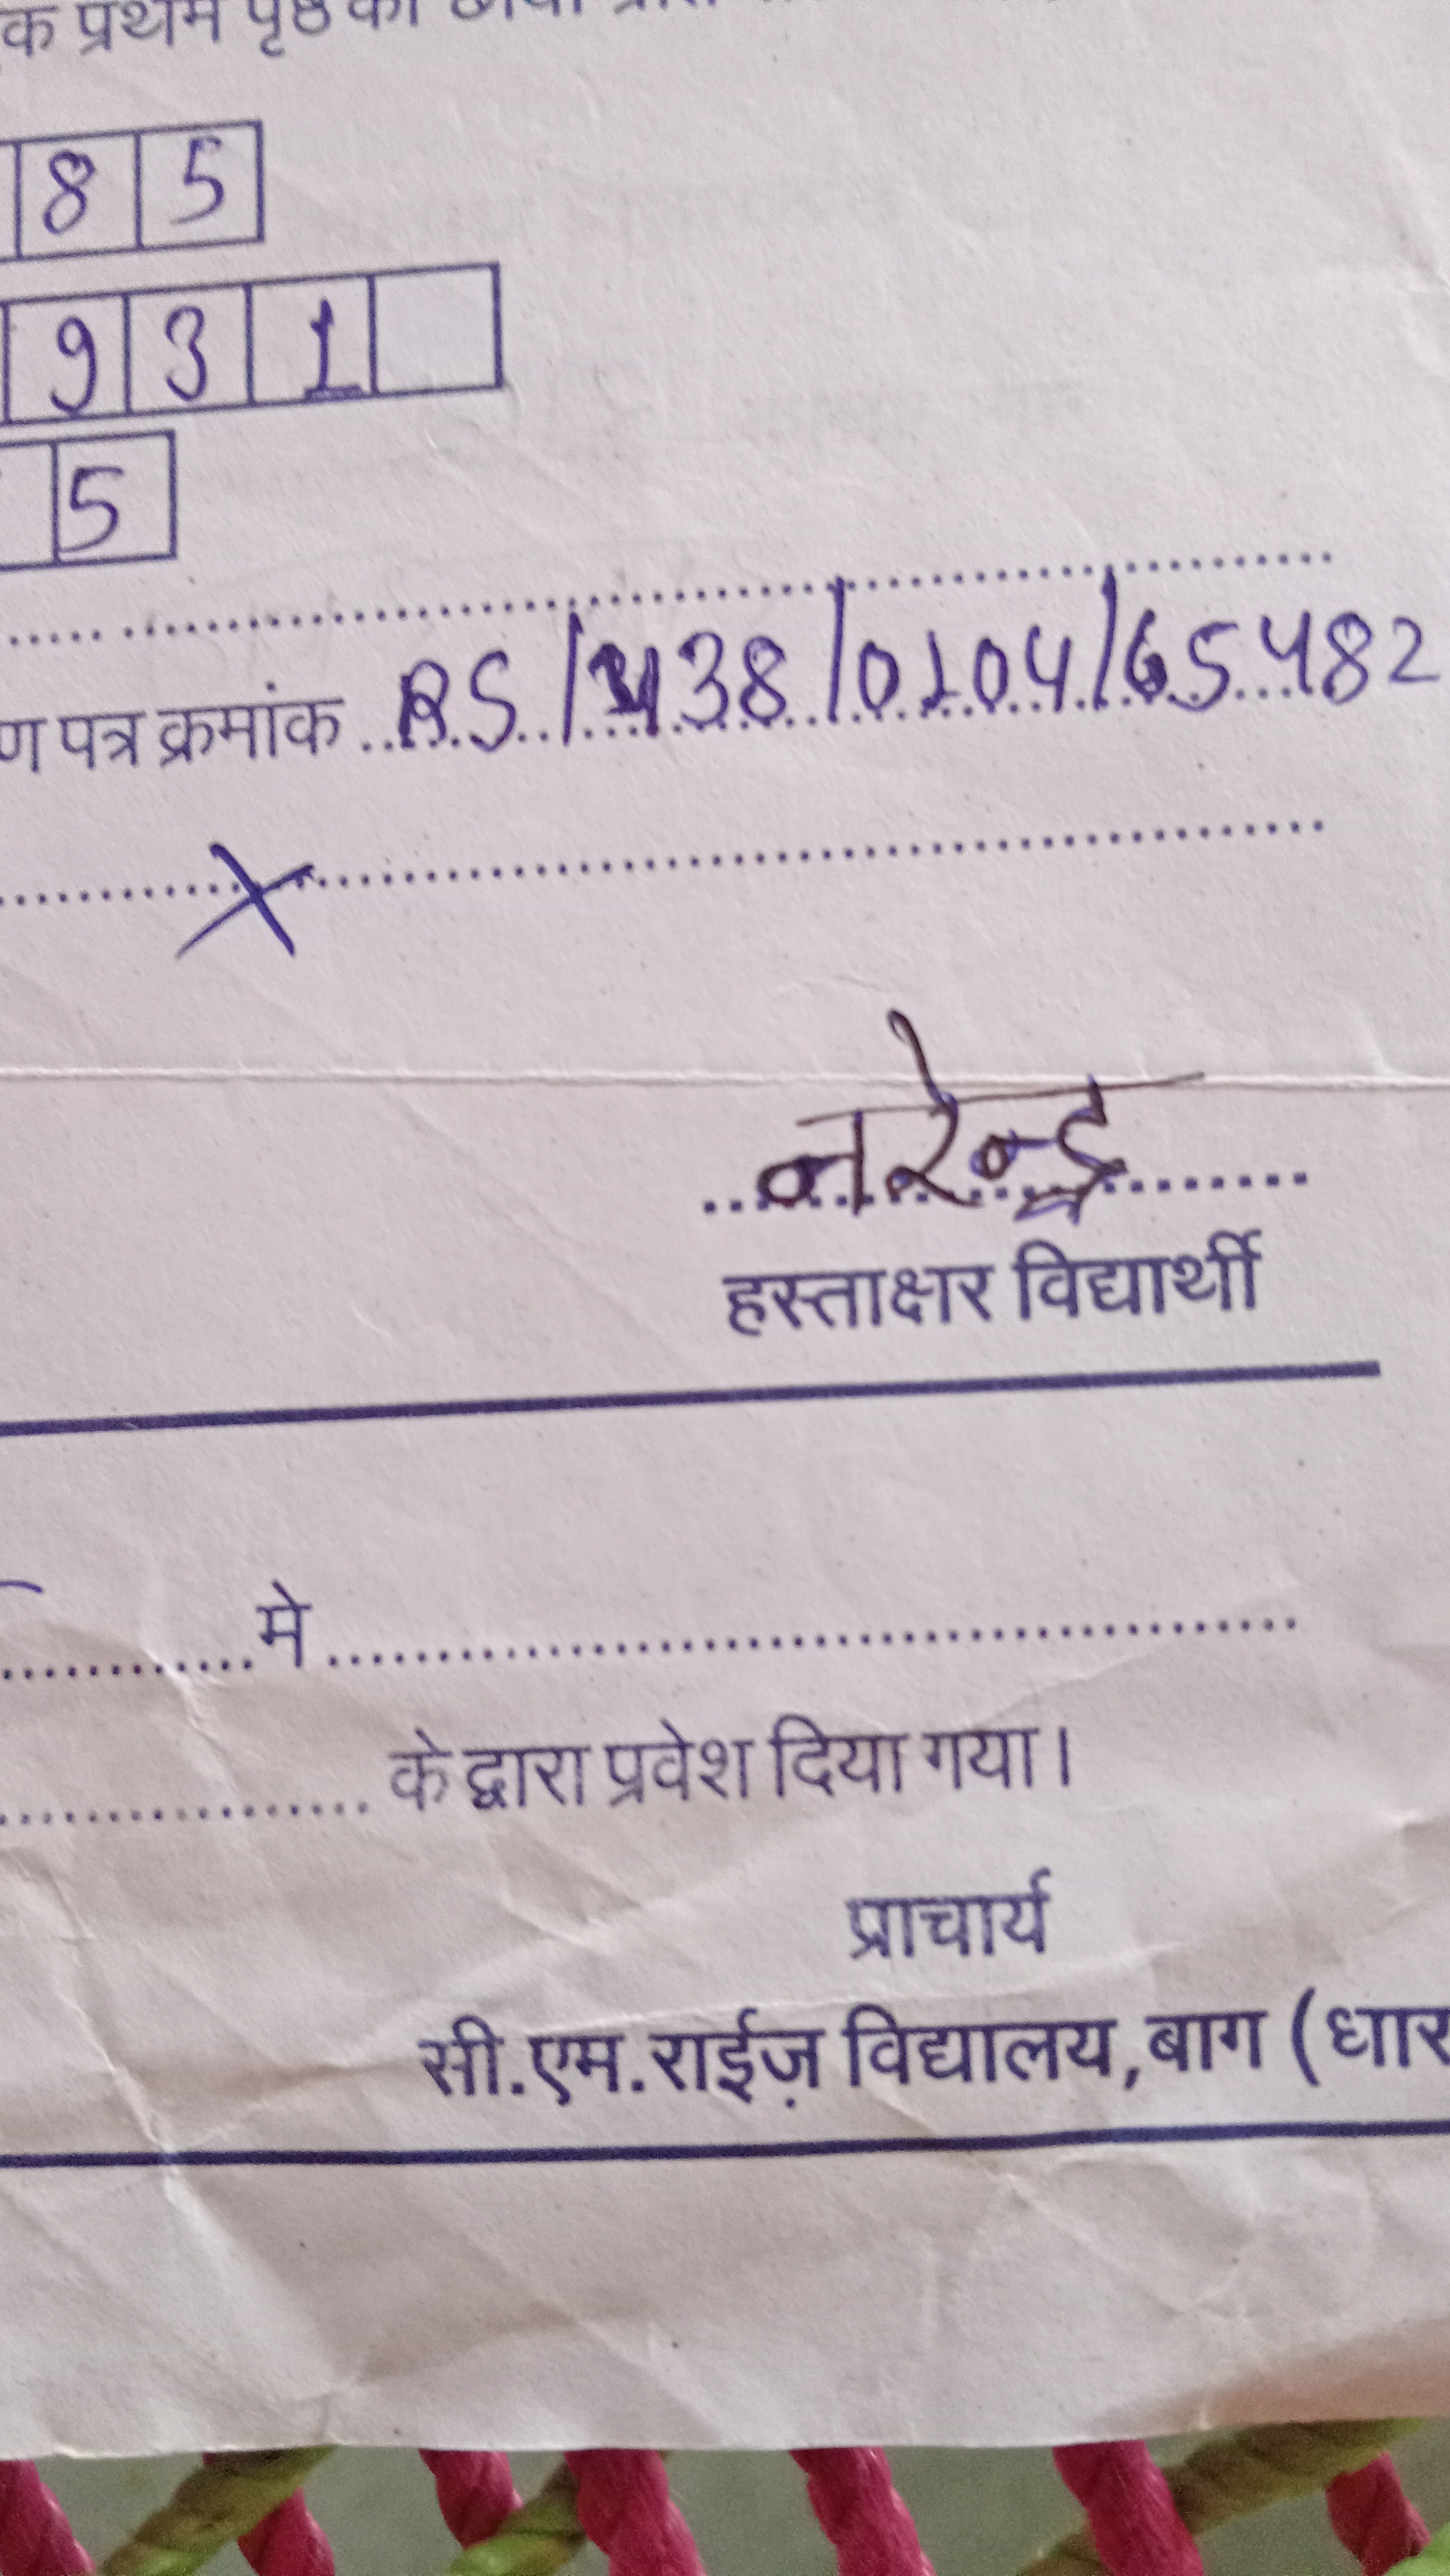 क प्रथम पृष्ठ की छाया प्रति
8 5
9 3 1
5
ण पत्र क्रमांक RS/438/0104/65482
X
नरेन्द्र
हस्ताक्षर विद्यार्थी
मे
के द्वारा प्रवेश दिया गया।
प्राचार्य
सी.एम.राईज़ विद्यालय,बाग (धार